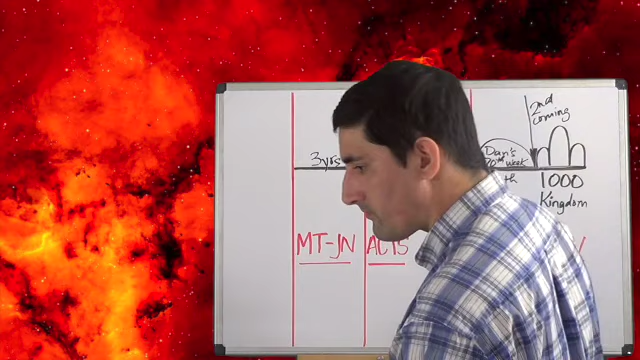 2nd
coming
3yrs
Dan's
70th week
th
1000
Kingdom
MT-JN
ACTS